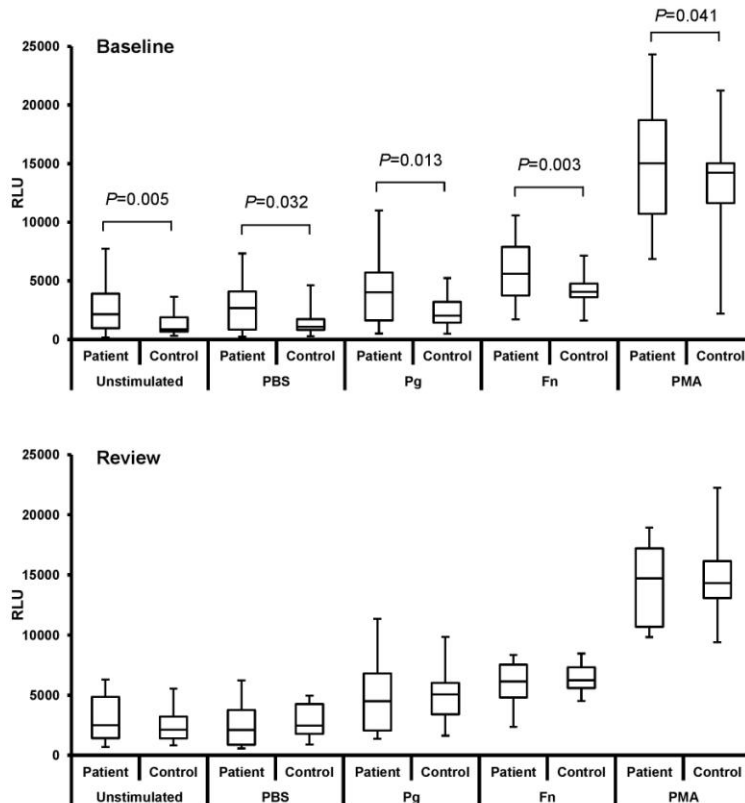 P=0.041
25000
Baseline
20000
P=0.013
P=0.003
15000
P=0.005
P=0.032
RLU
10000
5000
0
Patient Control Patient Control Patient Control Patient Control Patient Control
Unstimulated PBS Pg Fn PMA
25000
Review
20000
15000
RLU
10000
5000
0
Patient Control Patient Control Patient Control Patient Control Patient Control
Unstimulated PBS Pg Fn PMA